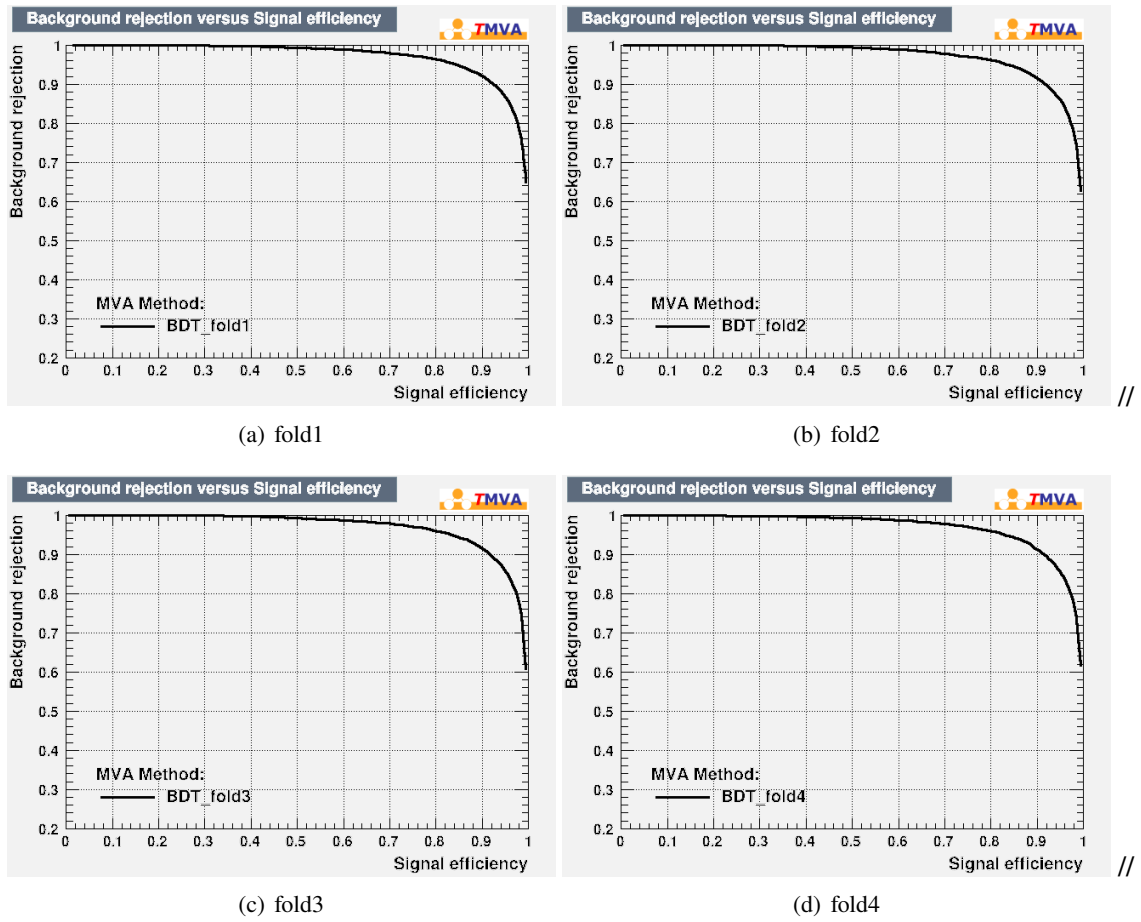 Background rejection versus Signal efficiency
TMVA
Background rejection
1
0.9
0.8
0.7
0.6
0.5
0.4
0.3
0.2
MVA Method:
BDT_fold1
0 0.1 0.2 0.3 0.4 0.5 0.6 0.7 0.8 0.9 1
Signal efficiency
(a) fold1
Background rejection versus Signal efficiency
TMVA
Background rejection
1
0.9
0.8
0.7
0.6
0.5
0.4
0.3
0.2
MVA Method:
BDT_fold2
0 0.1 0.2 0.3 0.4 0.5 0.6 0.7 0.8 0.9 1
Signal efficiency
//
(b) fold2
Background rejection versus Signal efficiency
TMVA
Background rejection
1
0.9
0.8
0.7
0.6
0.5
0.4
0.3
0.2
MVA Method:
BDT_fold3
0 0.1 0.2 0.3 0.4 0.5 0.6 0.7 0.8 0.9 1
Signal efficiency
(c) fold3
Background rejection versus Signal efficiency
TMVA
Background rejection
1
0.9
0.8
0.7
0.6
0.5
0.4
0.3
0.2
MVA Method:
BDT_fold4
0 0.1 0.2 0.3 0.4 0.5 0.6 0.7 0.8 0.9 1
Signal efficiency
//
(d) fold4